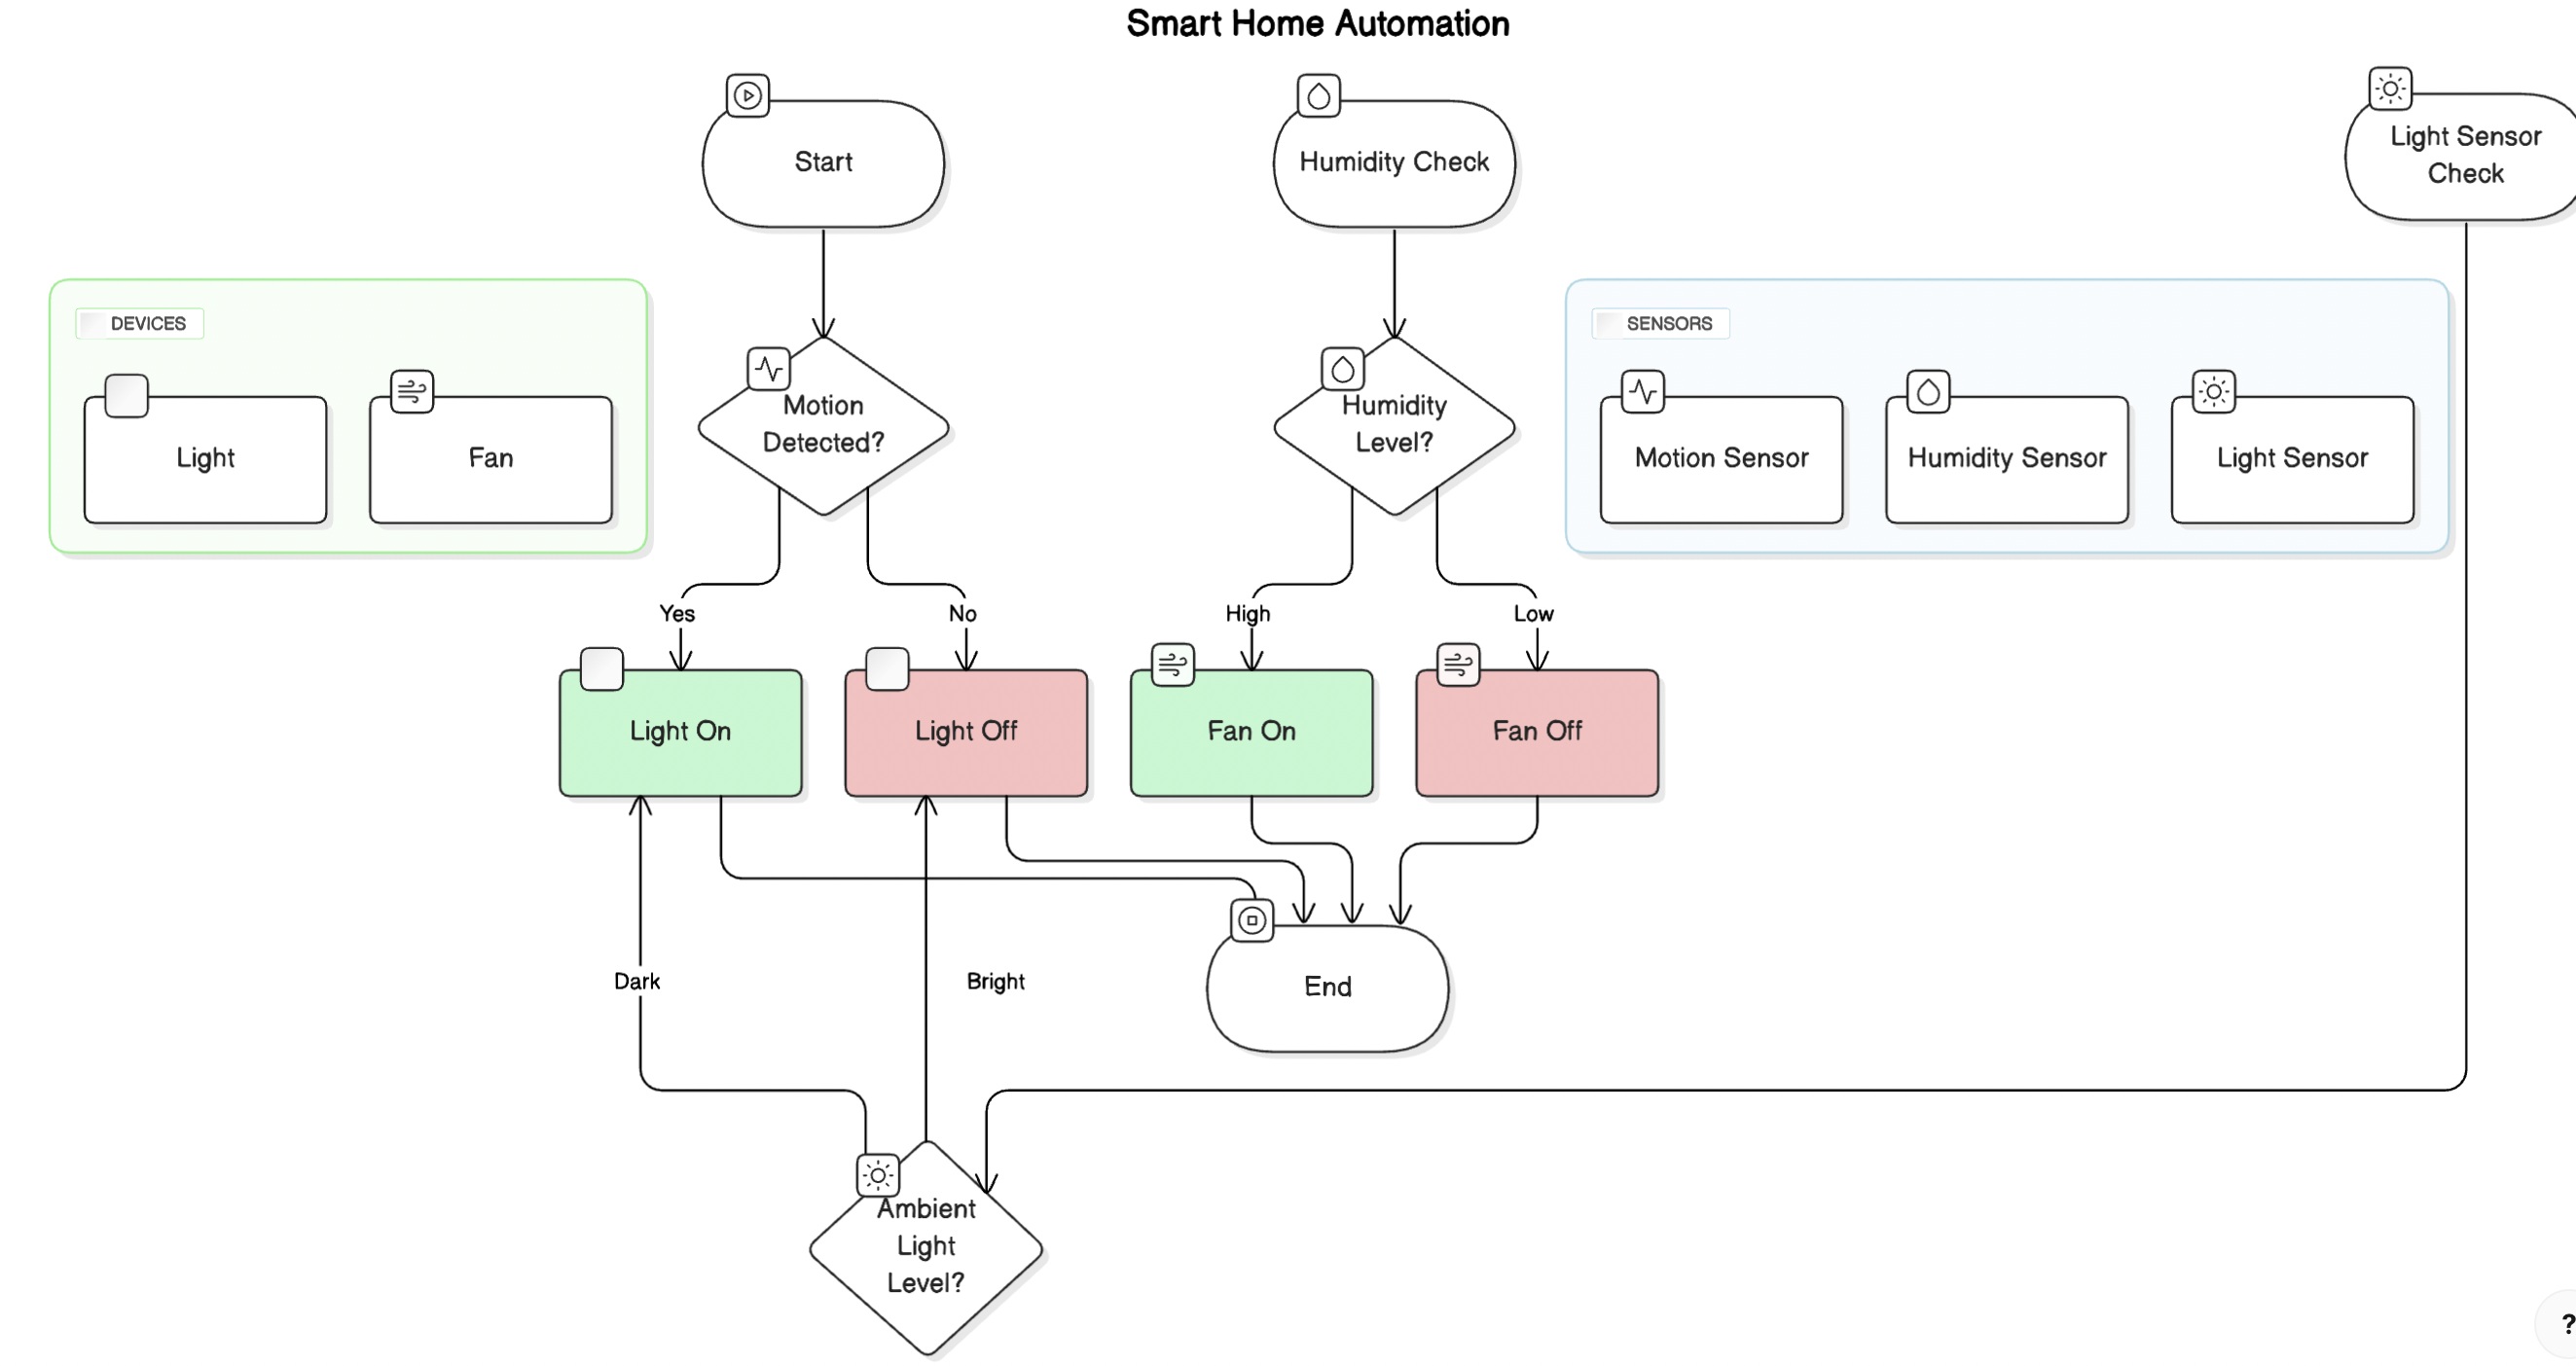 Smart Home Automation
Start
Humidity Check
Light Sensor
Check
DEVICES
Light
Fan
Motion
Detected?
Humidity
Level?
SENSORS
Motion Sensor
Humidity Sensor
Light Sensor
Yes
No
High
Low
Light On
Light Off
Fan On
Fan Off
Dark
Bright
End
Ambient
Light
Level?
?